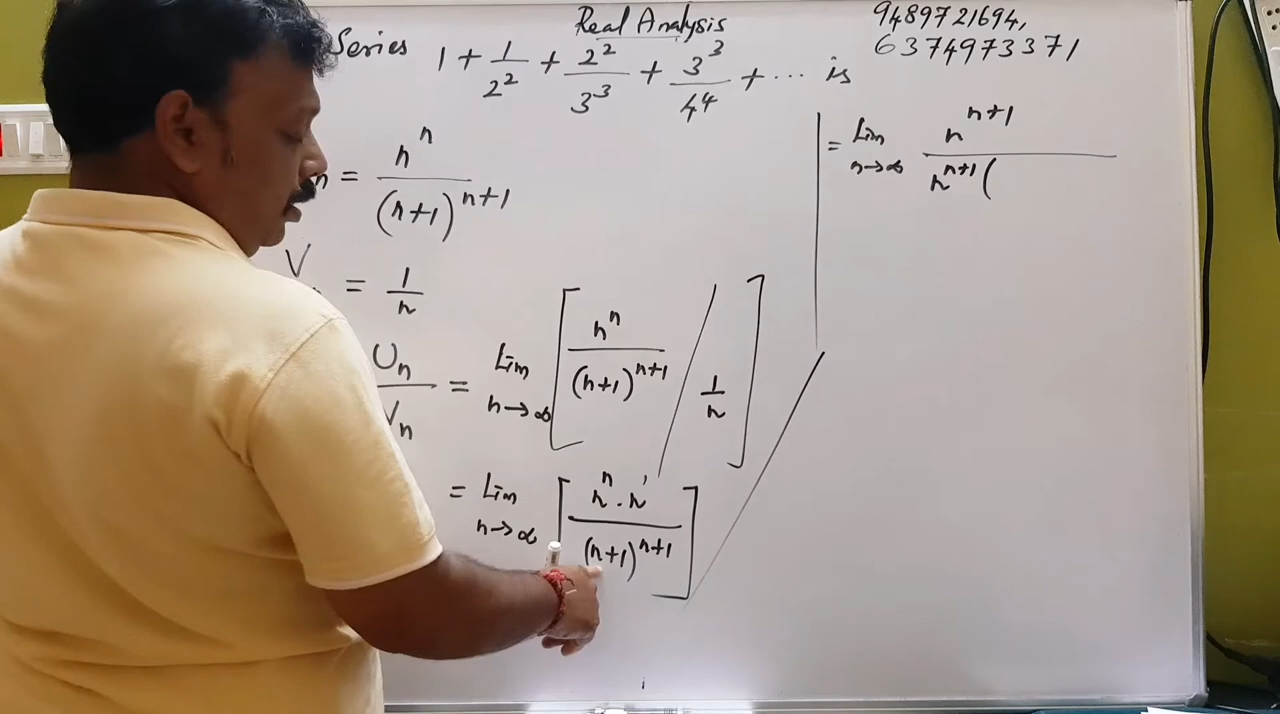 Real Analysis
9489721694,
6374973371
Series 1 + 1/2² + 2²/3³ + 3³/4⁴ + ... is
n = n^n / (n+1)^(n+1)
V = 1/n
Un/Vn = Lim n→∞ [ n^n / (n+1)^(n+1) / 1/n ]
= Lim n→∞ [ n^n . n^1 / (n+1)^(n+1) ]
= Lim n→∞ n^(n+1) / n^(n+1) (